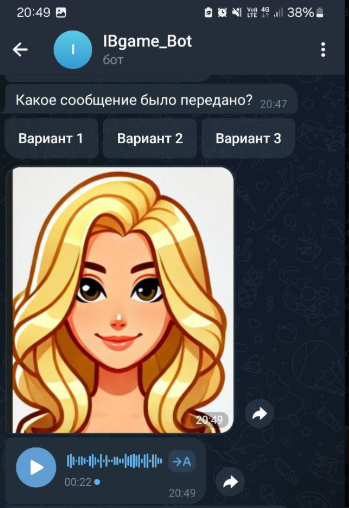 20:49 38%
IBgame_Bot
бот
Какое сообщение было передано? 20:47
Вариант 1 Вариант 2 Вариант 3
20:49
→A
00:22
20:49